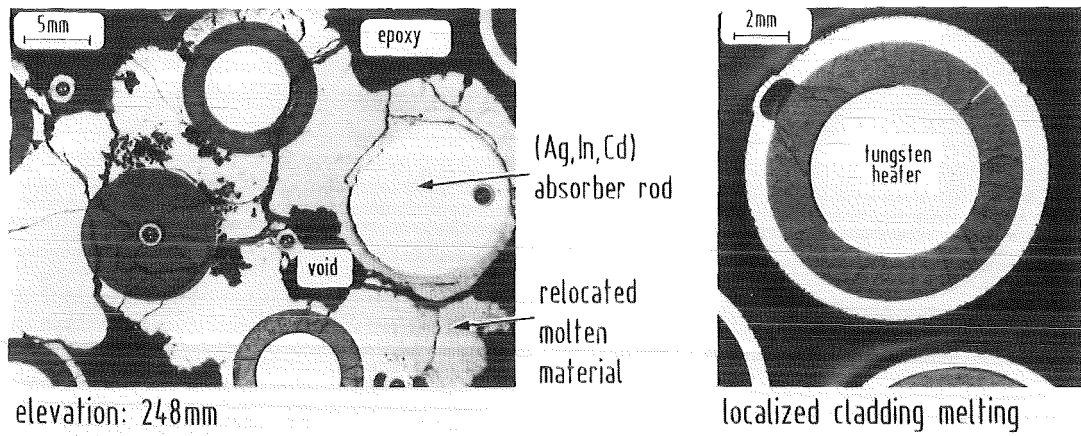 5mm
epoxy
void
(Ag,In,Cd)
absorber rod
relocated
molten
material
elevation: 248mm
2mm
tungsten
heater
localized cladding melting